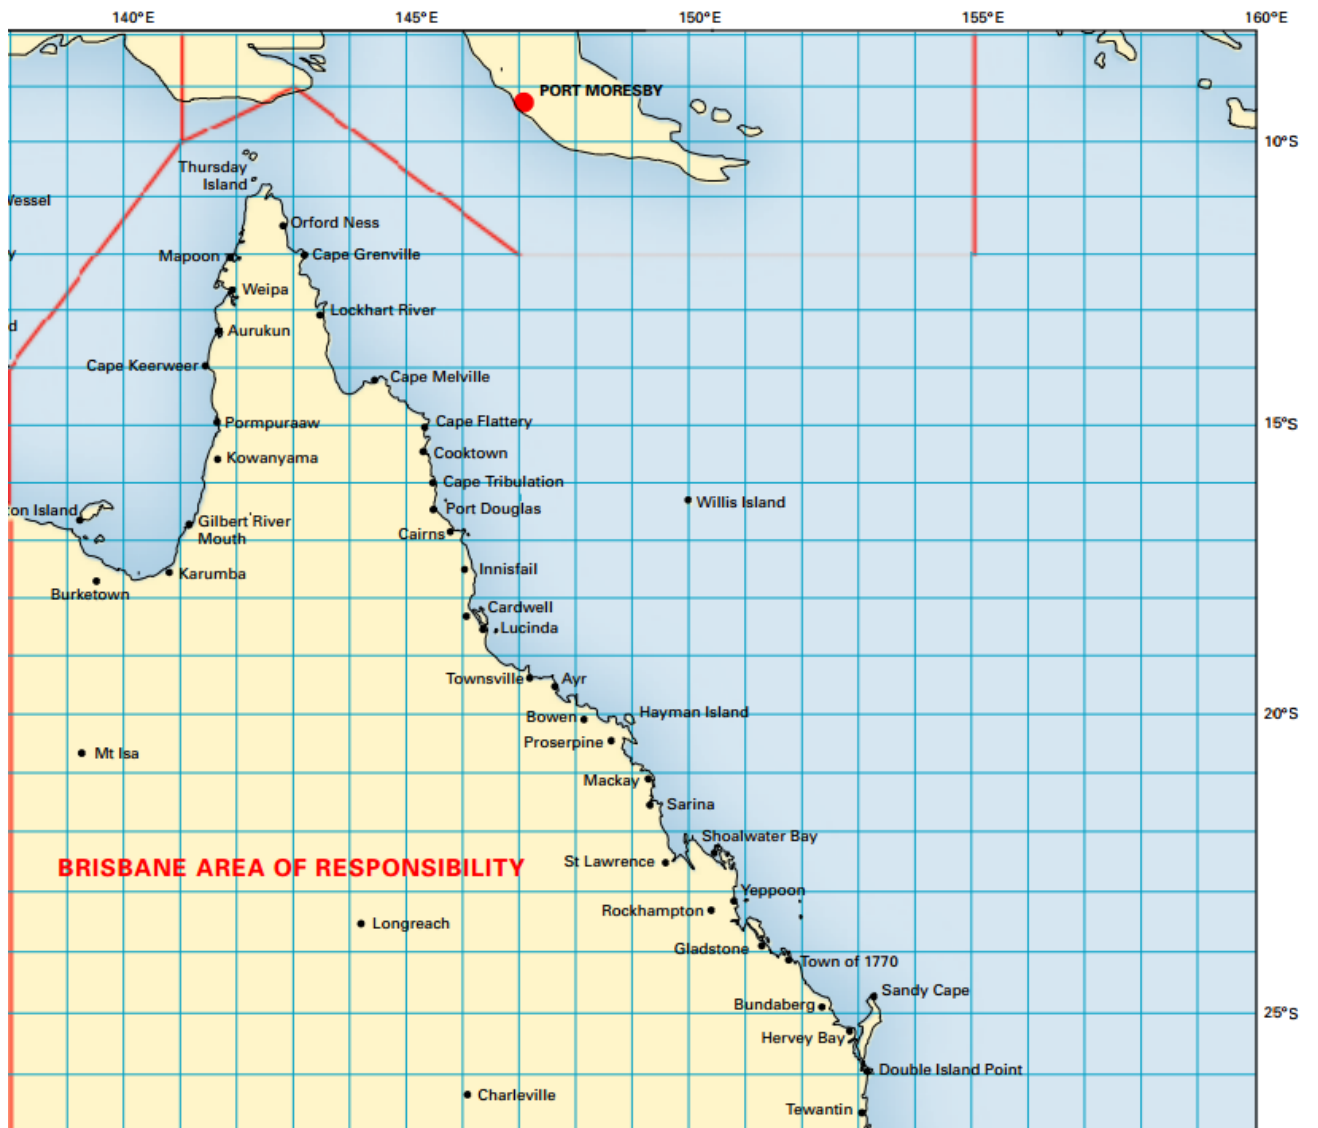 140°E 145°E 150°E 155°E 160°E
PORT MORESBY
10°S
Thursday
Island
Vessel
Orford Ness
Mapoon
Cape Grenville
y
Weipa
Lockhart River
d
Aurukun
Cape Keerweer
Cape Melville
Pormpuraaw
Cape Flattery
15°S
Kowanyama
Cooktown
Cape Tribulation
Willis Island
ton Island
Port Douglas
Gilbert River
Mouth
Cairns
Innisfail
Karumba
Burketown
Cardwell
Lucinda
Townsville
Ayr
Hayman Island
20°S
Bowen
Proserpine
Mt Isa
Mackay
Sarina
Shoalwater Bay
St Lawrence
BRISBANE AREA OF RESPONSIBILITY
Yeppoon
Rockhampton
Longreach
Gladstone
Town of 1770
Sandy Cape
Bundaberg
25°S
Hervey Bay
Double Island Point
Charleville
Tewantin